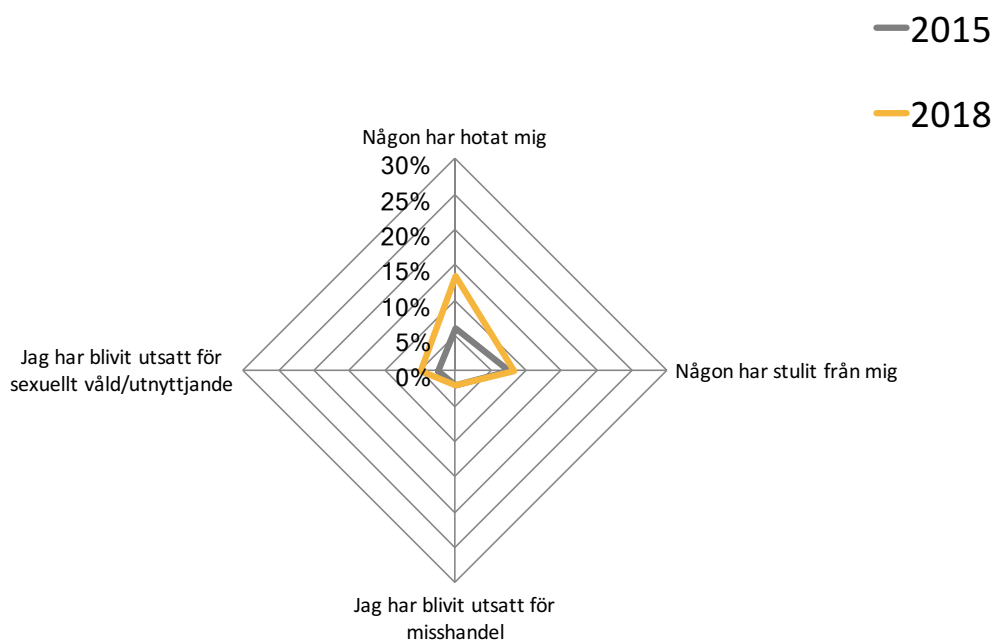 2015
2018
Någon har hotat mig
30%
25%
20%
15%
10%
5%
0%
Jag har blivit utsatt för
sexuellt våld/utnyttjande
Någon har stulit från mig
Jag har blivit utsatt för
misshandel